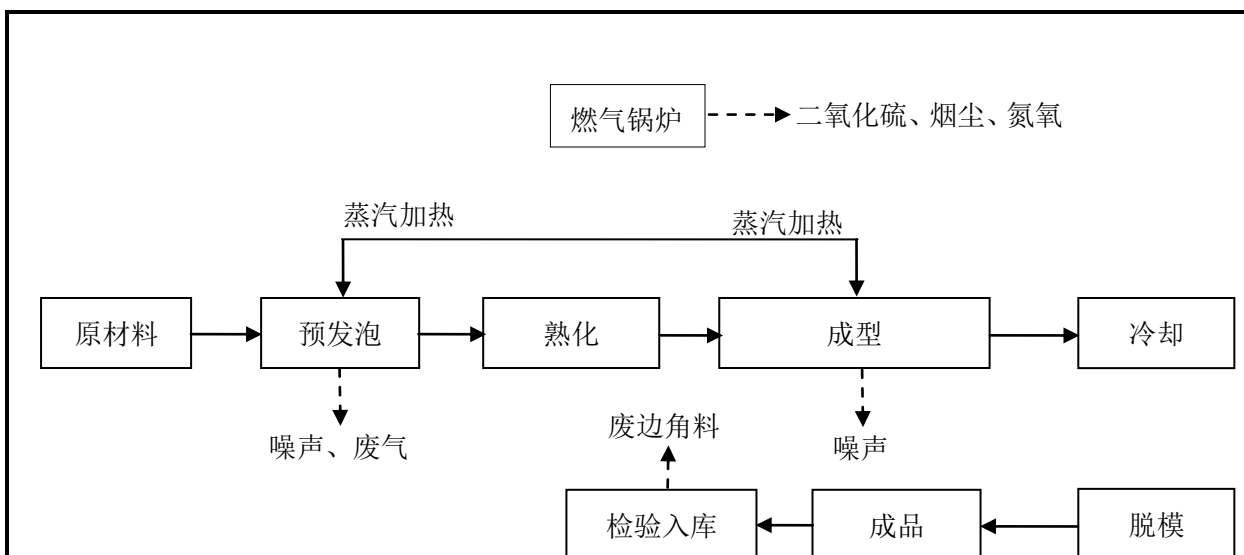 燃气锅炉
二氧化硫、烟尘、氮氧
蒸汽加热
蒸汽加热
原材料
预发泡
熟化
成型
冷却
噪声、废气
废边角料
噪声
检验入库
成品
脱模